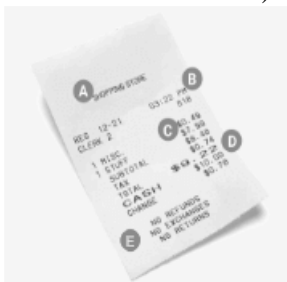 A SHOPPING STORE
B
REG 12-21 03:22 PM
CLERK 2 618
C
1 MISC. $0.49
1 STUFF $7.99
SUBTOTAL $8.48
TAX $0.74
D
TOTAL $9.22
CASH $10.00
CHANGE $0.78
E
NO REFUNDS
NO EXCHANGES
NO RETURNS